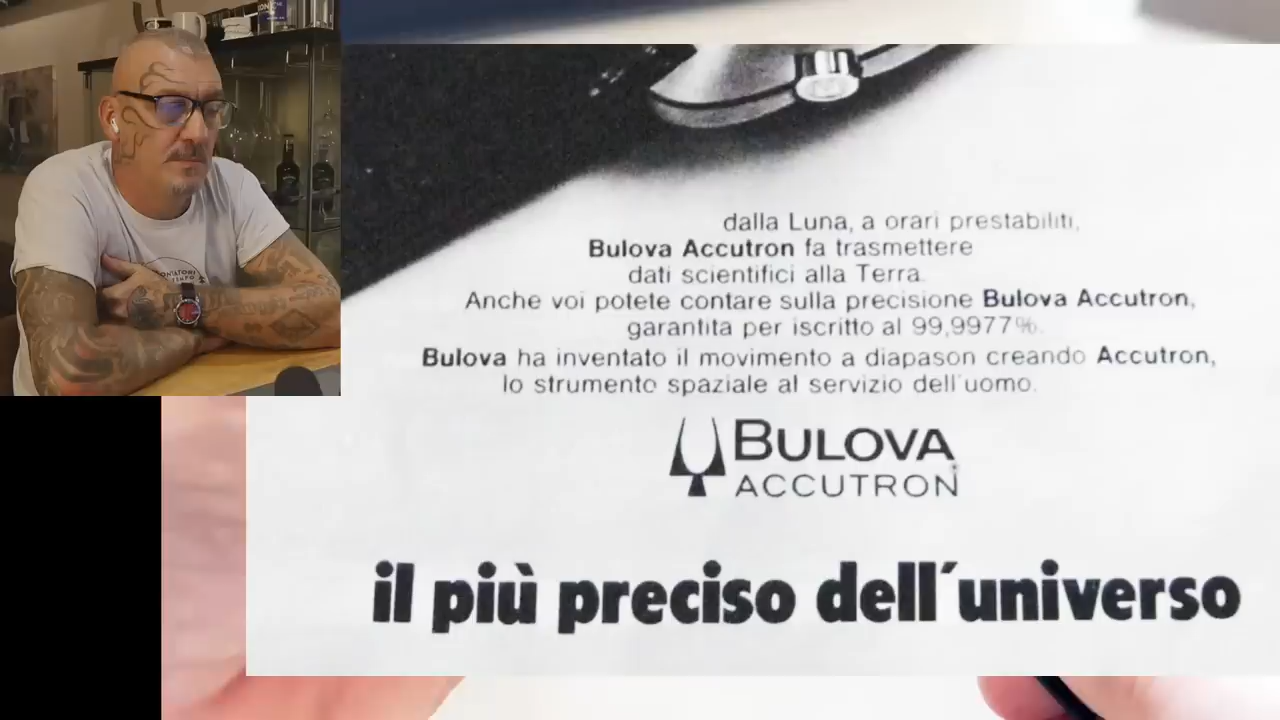 dalla Luna, a orari prestabiliti,
Bulova Accutron fa trasmettere
dati scientifici alla Terra.
Anche voi potete contare sulla precisione Bulova Accutron,
garantita per iscritto al 99,9977%.
Bulova ha inventato il movimento a diapason creando Accutron,
lo strumento spaziale al servizio dell'uomo.
BULOVA
ACCUTRON
il più preciso dell'universo